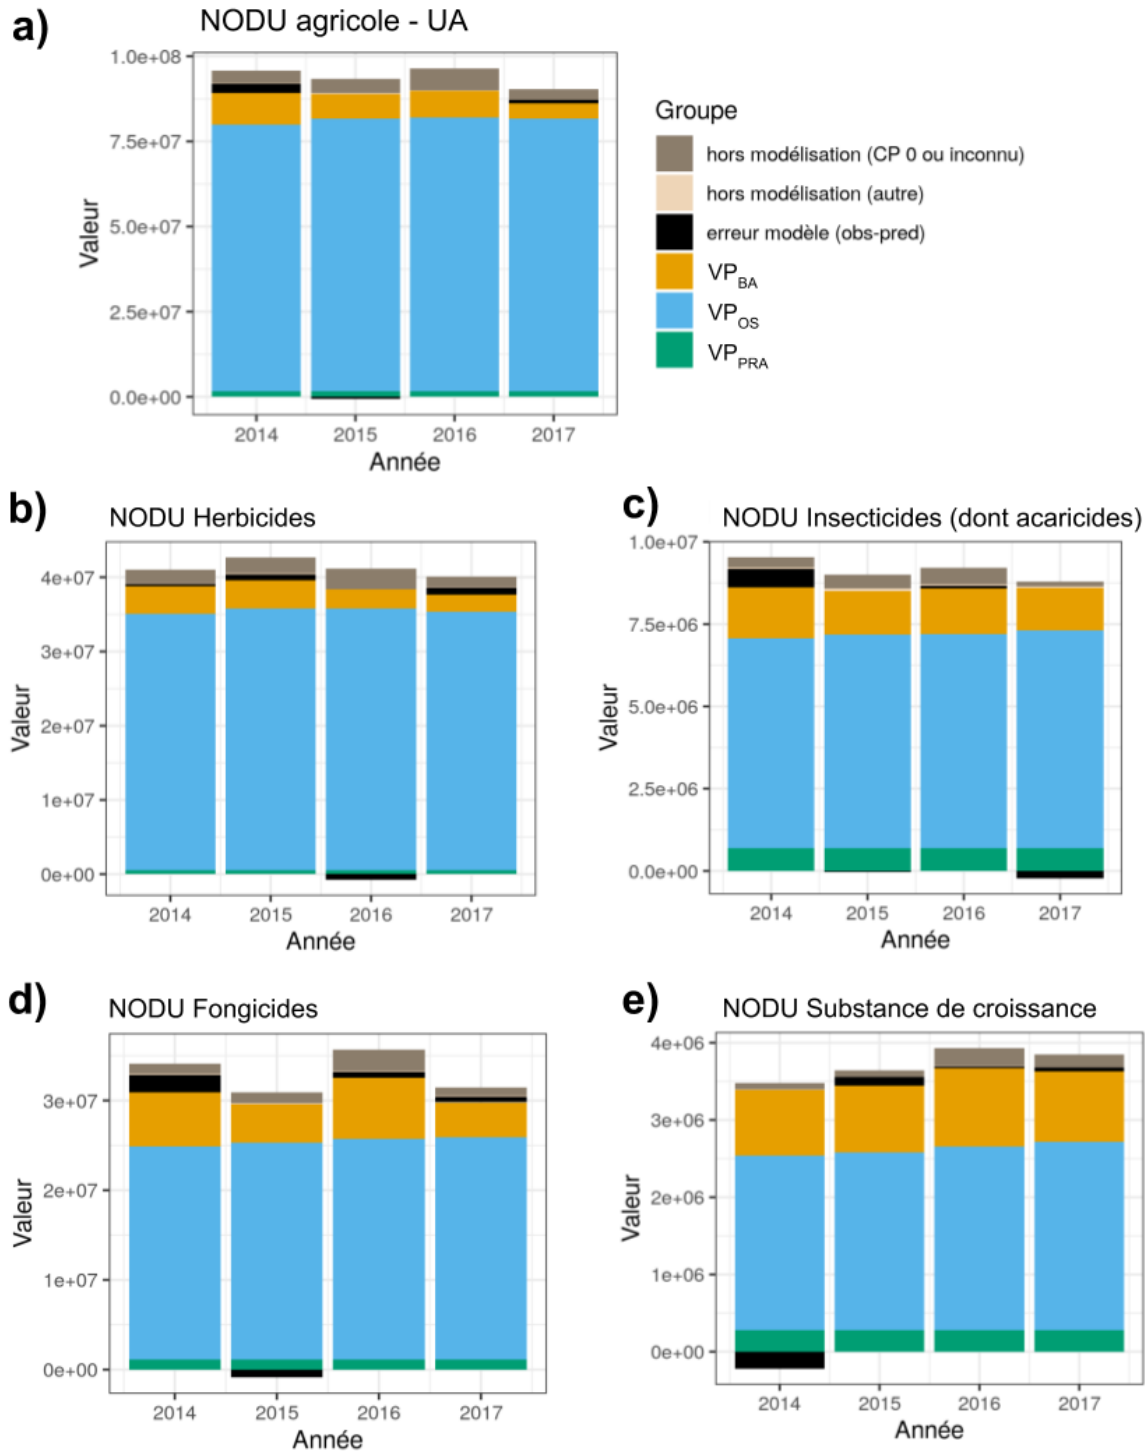 a)
NODU agricole - UA
1.0e+08
7.5e+07
5.0e+07
2.5e+07
0.0e+00
Valeur
2014 2015 2016 2017
Année
Groupe
hors modélisation (CP 0 ou inconnu)
hors modélisation (autre)
erreur modèle (obs-pred)
VP_BA
VP_OS
VP_PRA
b)
NODU Herbicides
4e+07
3e+07
2e+07
1e+07
0e+00
Valeur
2014 2015 2016 2017
Année
c)
NODU Insecticides (dont acaricides)
1.0e+07
7.5e+06
5.0e+06
2.5e+06
0.0e+00
Valeur
2014 2015 2016 2017
Année
d)
NODU Fongicides
3e+07
2e+07
1e+07
0e+00
Valeur
2014 2015 2016 2017
Année
e)
NODU Substance de croissance
4e+06
3e+06
2e+06
1e+06
0e+00
Valeur
2014 2015 2016 2017
Année